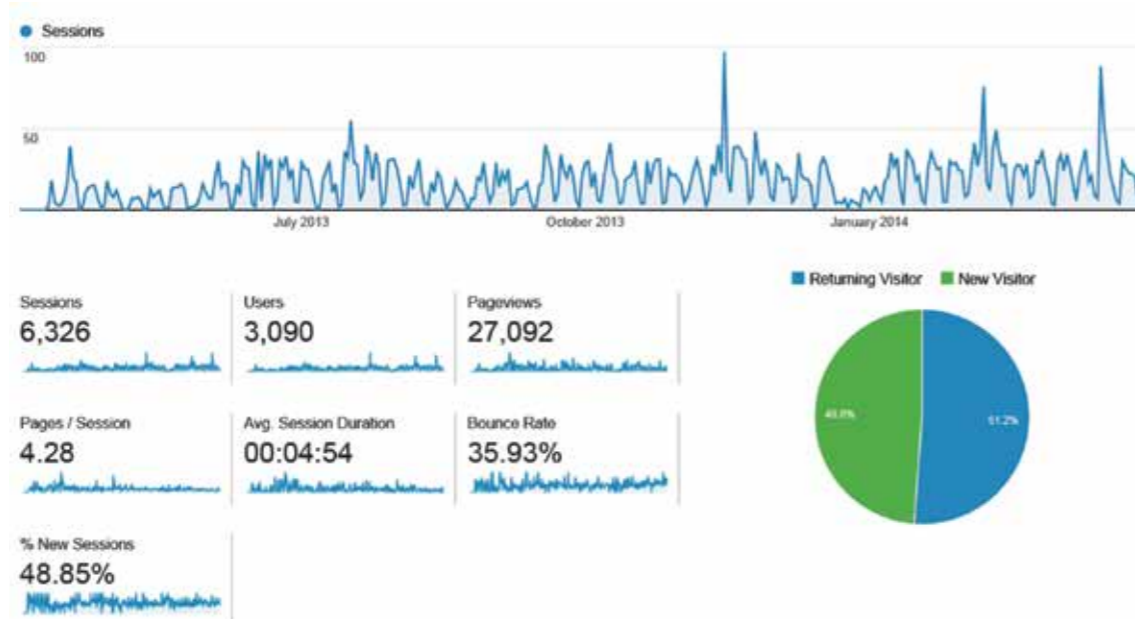 Sessions
100
50
July 2013
October 2013
January 2014
Returning Visitor
New Visitor
Sessions
6,326
Users
3,090
Pageviews
27,092
Pages / Session
4.28
Avg. Session Duration
00:04:54
Bounce Rate
35.93%
48.8%
51.2%
% New Sessions
48.85%